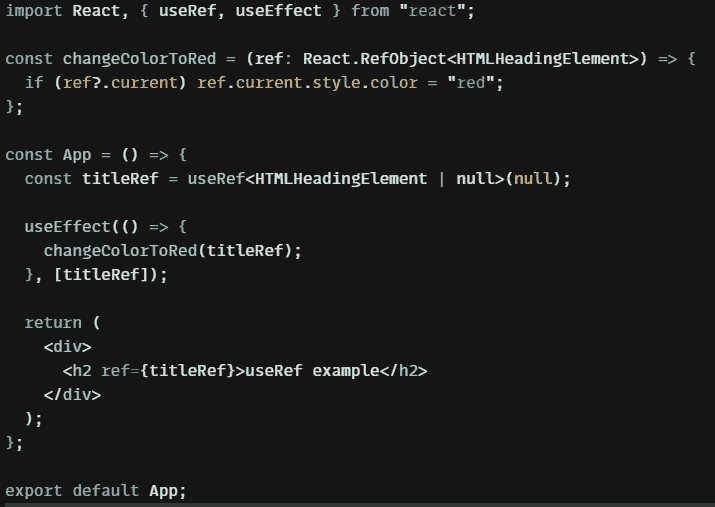 import React, { useRef, useEffect } from "react";
const changeColorToRed = (ref: React.RefObject<HTMLHeadingElement>) => {
  if (ref?.current) ref.current.style.color = "red";
};
const App = () => {
  const titleRef = useRef<HTMLHeadingElement | null>(null);
  useEffect(() => {
    changeColorToRed(titleRef);
  }, [titleRef]);
  return (
    <div>
      <h2 ref={titleRef}>useRef example</h2>
    </div>
  );
};
export default App;